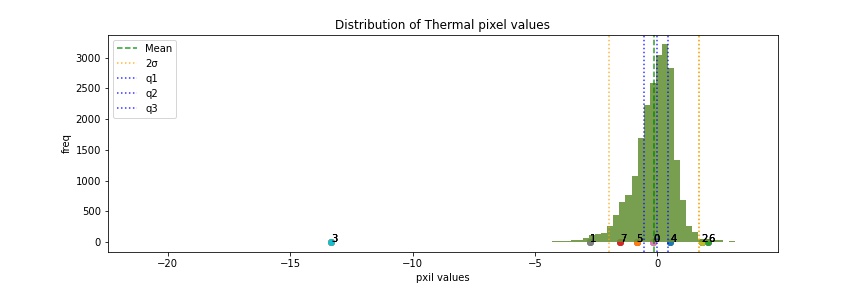 Distribution of Thermal pixel values
Mean
2σ
q1
q2
q3
freq
3000
2500
2000
1500
1000
500
0
3
1
7
5
0
4
2
6
−20
−15
−10
−5
0
pxil values